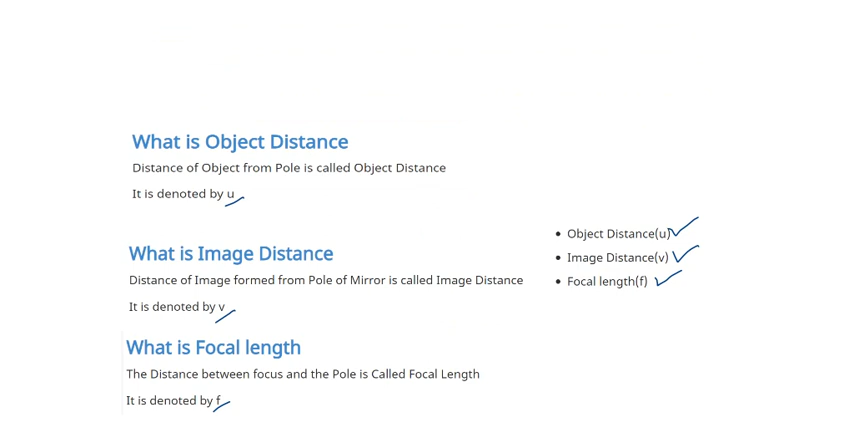 What is Object Distance
Distance of Object from Pole is called Object Distance
It is denoted by u
What is Image Distance
Distance of Image formed from Pole of Mirror is called Image Distance
It is denoted by v
What is Focal length
The Distance between focus and the Pole is Called Focal Length
It is denoted by f
• Object Distance(u)
• Image Distance(v)
• Focal length(f)